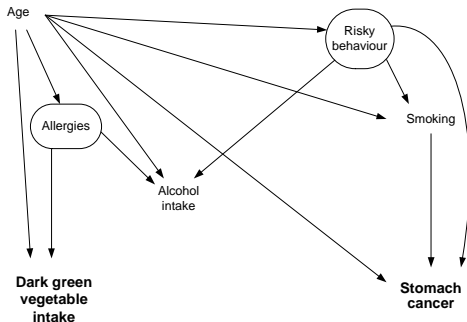 Age
Risky
behaviour
Allergies
Smoking
Alcohol
intake
Dark green
vegetable
intake
Stomach
cancer